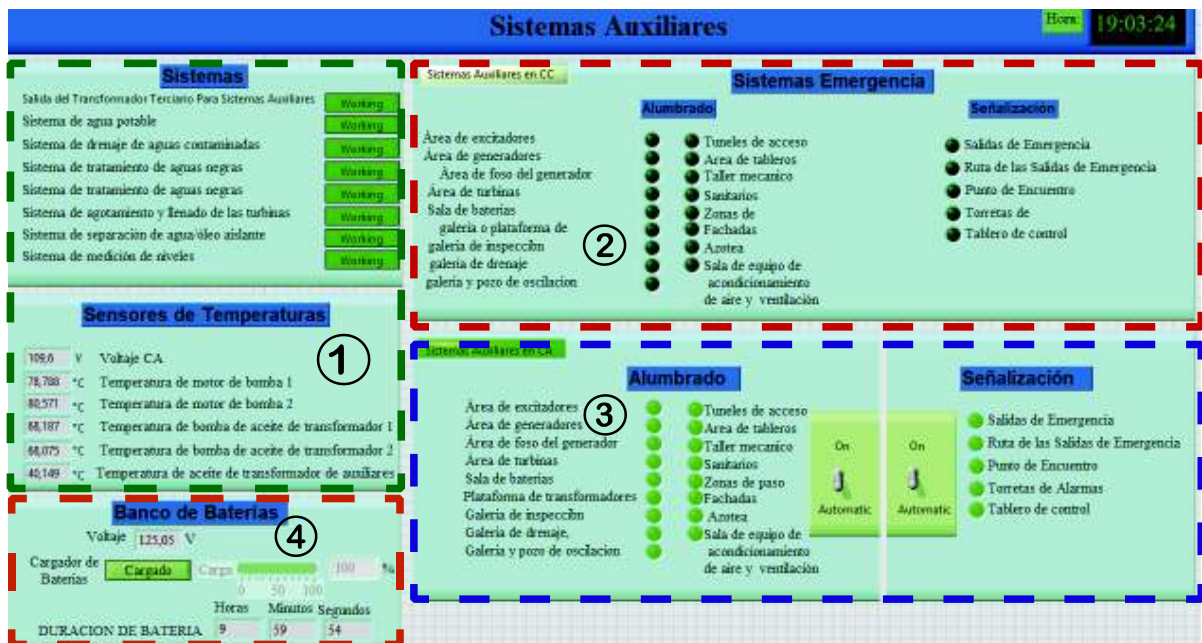 Sistemas Auxiliares
Hora:
19:03:24
Sistemas
Salida del Transformador Terciario Para Sistemas Auxiliares Working
Sistema de agua potable Working
Sistema de drenaje de aguas contaminadas Working
Sistema de tratamiento de aguas negras Working
Sistema de tratamiento de aguas negras Working
Sistema de agotamiento y llenado de las turbinas Working
Sistema de separación de agua/óleo aislante Working
Sistema de medición de niveles Working
Sensores de Temperaturas
①
109,6 V Voltaje CA
78,788 °C Temperatura de motor de bomba 1
80,571 °C Temperatura de motor de bomba 2
68,187 °C Temperatura de bomba de aceite de transformador 1
68,075 °C Temperatura de bomba de aceite de transformador 2
40,149 °C Temperatura de aceite de transformador de auxiliares
Banco de Baterias
④
Voltaje 125,05 V
Cargador de Baterias Cargado Carga 100 %
0 50 100
Horas Minutos Segundos
DURACION DE BATERIA 9 59 54
Sistemas Auxiliares en CC
Sistemas Emergencia
②
Alumbrado
Área de excitadores
Área de generadores
Área de foso del generador
Área de turbinas
Sala de baterias
galeria o plataforma de
galeria de inspeccibn
galeria de drenaje
galeria y pozo de oscilacion
Tuneles de acceso
Area de tableros
Taller mecanico
Sanitarios
Zonas de
Fachadas
Azotea
Sala de equipo de
acondicionamiento
de aire y ventilación
Señalización
Salidas de Emergencia
Ruta de las Salidas de Emergencia
Punto de Encuentro
Torretas de
Tablero de control
Sistemas Auxiliares en CA
③
Alumbrado
Área de excitadores
Área de generadores
Área de foso del generador
Área de turbinas
Sala de baterias
Plataforma de transformadores
Galeria de inspeccibn
Galeria de drenaje,
Galeria y pozo de oscilacion
Tuneles de acceso
Area de tableros
Taller mecanico
Sanitarios
Zonas de paso
Fachadas
Azotea
Sala de equipo de
acondicionamiento
de aire y ventilación
On
Automatic
On
Automatic
Señalización
Salidas de Emergencia
Ruta de las Salidas de Emergencia
Punto de Encuentro
Torretas de Alarmas
Tablero de control